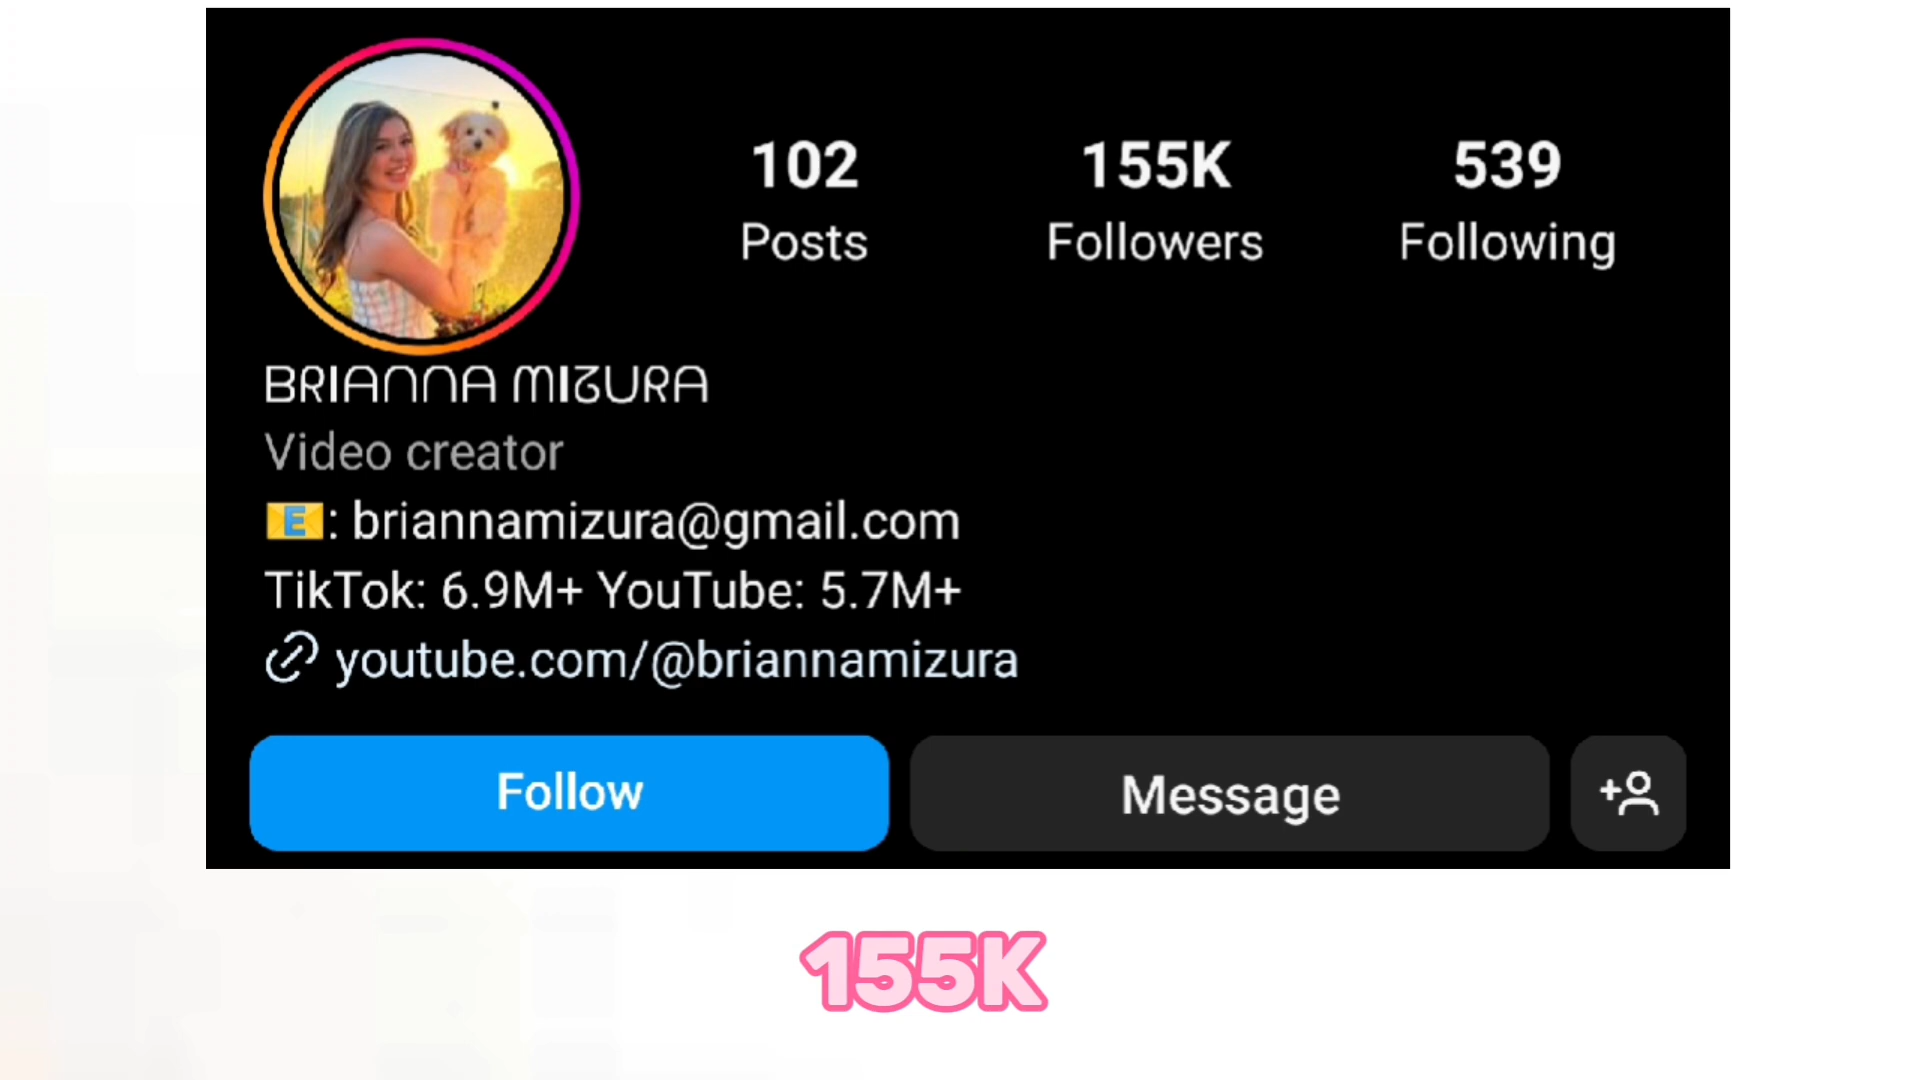 102 155K 539
Posts Followers Following
BRIANNA MIZURA
Video creator
📧: briannamizura@gmail.com
TikTok: 6.9M+ YouTube: 5.7M+
youtube.com/@briannamizura
Follow Message
155K